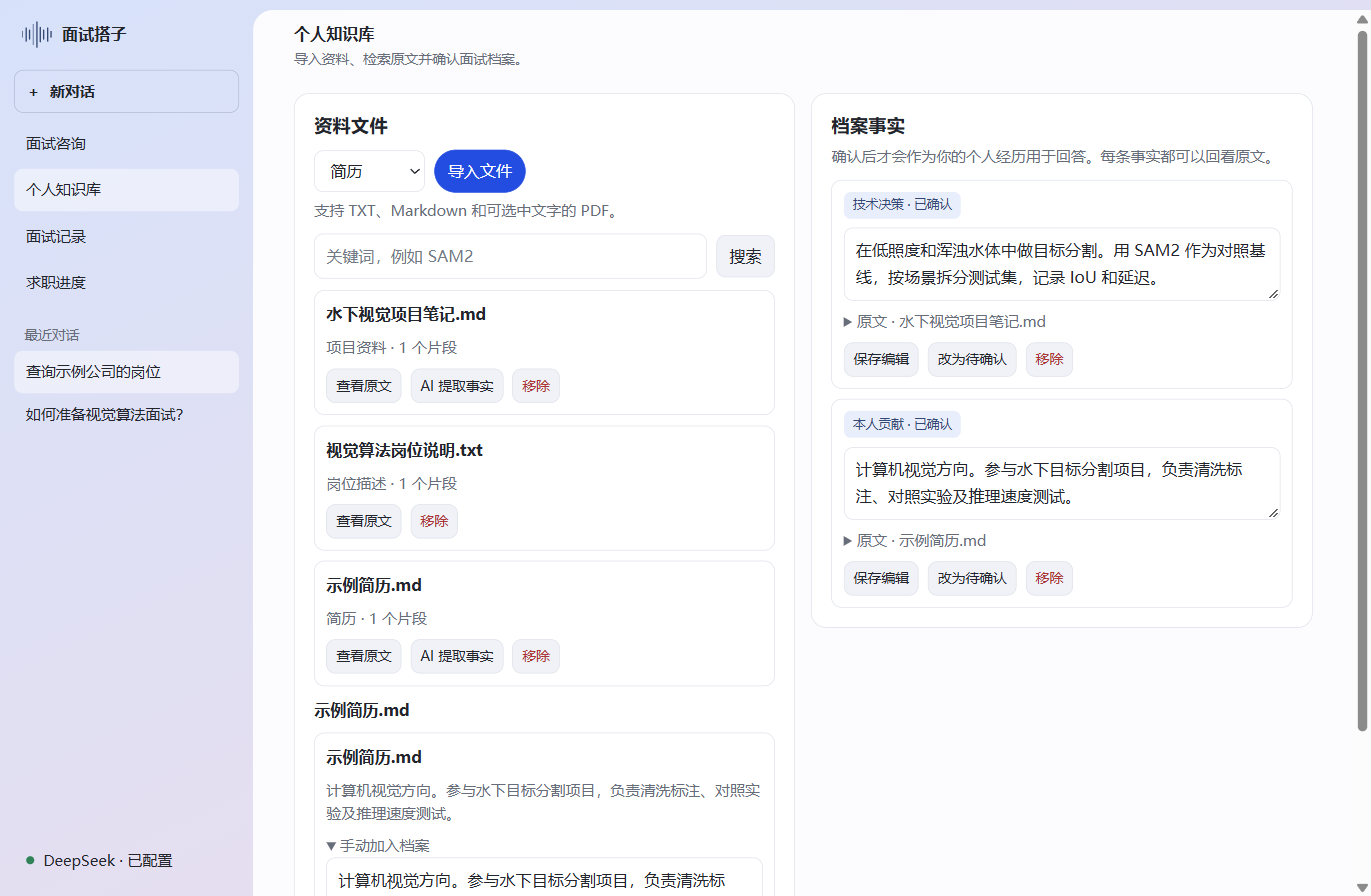 面试搭子
+ 新对话
面试咨询
个人知识库
面试记录
求职进度
最近对话
查询示例公司的岗位
如何准备视觉算法面试?
DeepSeek · 已配置
个人知识库
导入资料、检索原文并确认面试档案。
资料文件
简历
导入文件
支持 TXT、Markdown 和可选中文字的 PDF。
关键词，例如 SAM2
搜索
水下视觉项目笔记.md
项目资料 · 1 个片段
查看原文 AI 提取事实 移除
视觉算法岗位说明.txt
岗位描述 · 1 个片段
查看原文 移除
示例简历.md
简历 · 1 个片段
查看原文 AI 提取事实 移除
示例简历.md
示例简历.md
计算机视觉方向。参与水下目标分割项目，负责清洗标注、对照实
验及推理速度测试。
▼手动加入档案
计算机视觉方向。参与水下目标分割项目，负责清洗标
档案事实
确认后才会作为你的个人经历用于回答。每条事实都可以回看原文。
技术决策 · 已确认
在低照度和浑浊水体中做目标分割。用 SAM2 作为对照基
线，按场景拆分测试集，记录 IoU 和延迟。
▶原文 · 水下视觉项目笔记.md
保存编辑 改为待确认 移除
本人贡献 · 已确认
计算机视觉方向。参与水下目标分割项目，负责清洗标
注、对照实验及推理速度测试。
▶原文 · 示例简历.md
保存编辑 改为待确认 移除